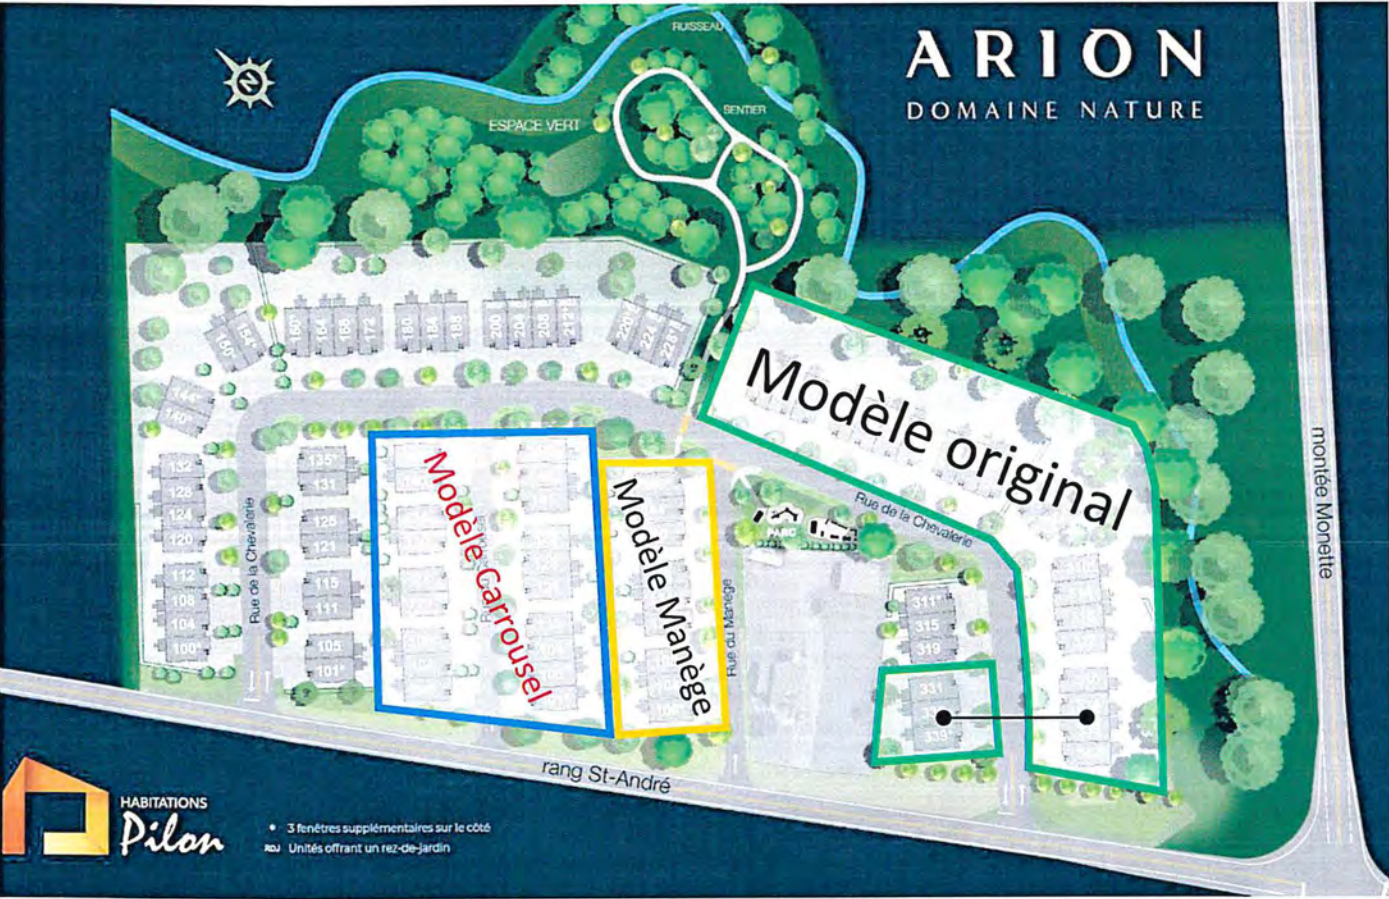 RUISSEAU
ARION
DOMAINE NATURE
N
SENTIER
ESPACE VERT
160*
164
168
172
180
184
188
200
204
208
212*
220*
224
228*
150*
154*
144*
140*
Modèle original
132
128
124
120
112
108
104
100*
Rue de la Chevalerie
135*
131
125
121
115
111
105
101*
Modèle Carrousel
Modèle Manège
Rue du Manège
PARC
Rue de la Chevalerie
311*
315
319
331
339*
montée Monette
rang St-André
HABITATIONS
Pilon
* 3 fenêtres supplémentaires sur le côté
RDJ Unités offrant un rez-de-jardin